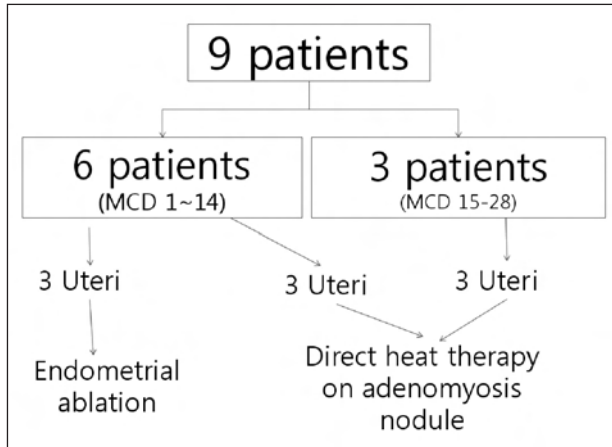 9 patients
6 patients
(MCD 1~14)
3 patients
(MCD 15-28)
3 Uteri
3 Uteri
3 Uteri
Endometrial
ablation
Direct heat therapy
on adenomyosis
nodule